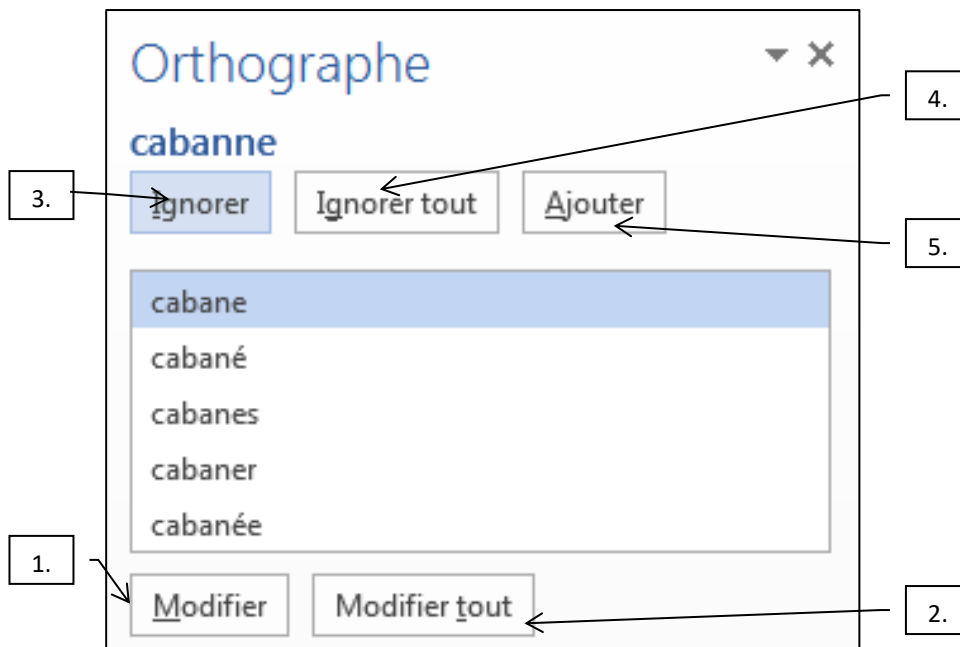 Orthographe
4.
cabanne
3.
Ignorer Ignorer tout Ajouter
5.
cabane
cabané
cabanes
cabaner
cabanée
1.
Modifier Modifier tout
2.